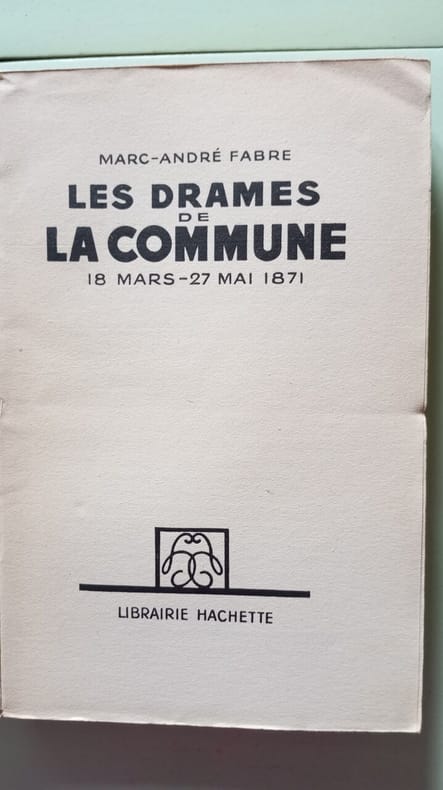 MARC-ANDRÉ FABRE
LES DRAMES
DE
LA COMMUNE
18 MARS-27 MAI 1871
LIBRAIRIE HACHETTE